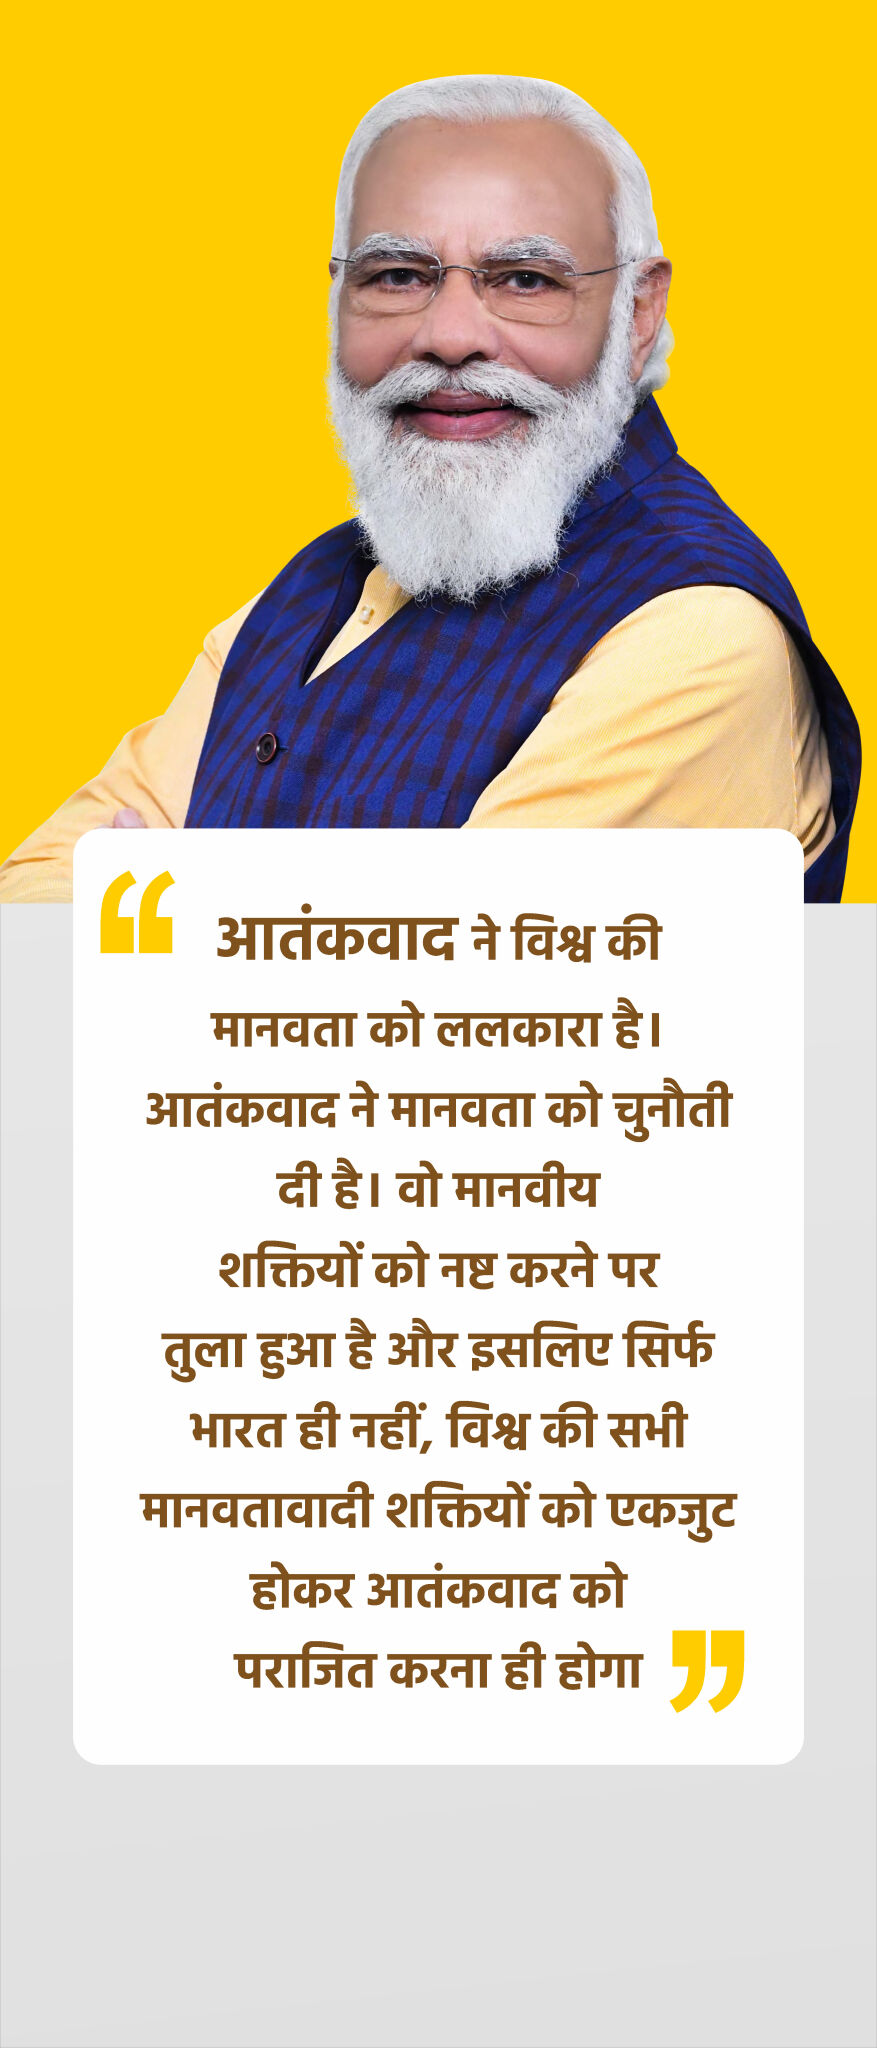 “
आतंकवाद ने विश्व की
मानवता को ललकारा है।
आतंकवाद ने मानवता को चुनौती
दी है। वो मानवीय
शक्तियों को नष्ट करने पर
तुला हुआ है और इसलिए सिर्फ
भारत ही नहीं, विश्व की सभी
मानवतावादी शक्तियों को एकजुट
होकर आतंकवाद को
पराजित करना ही होगा ”